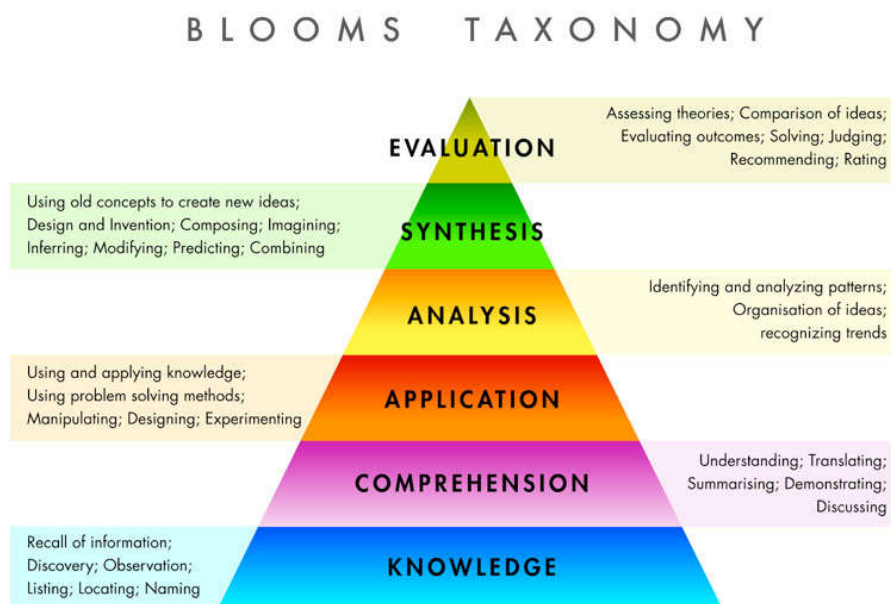 BLOOMS TAXONOMY
EVALUATION
Assessing theories; Comparison of ideas;
Evaluating outcomes; Solving; Judging;
Recommending; Rating
Using old concepts to create new ideas;
Design and Invention; Composing; Imagining;
Inferring; Modifying; Predicting; Combining
SYNTHESIS
ANALYSIS
Identifying and analyzing patterns;
Organisation of ideas;
recognizing trends
Using and applying knowledge;
Using problem solving methods;
Manipulating; Designing; Experimenting
APPLICATION
COMPREHENSION
Understanding; Translating;
Summarising; Demonstrating;
Discussing
Recall of information;
Discovery; Observation;
Listing; Locating; Naming
KNOWLEDGE